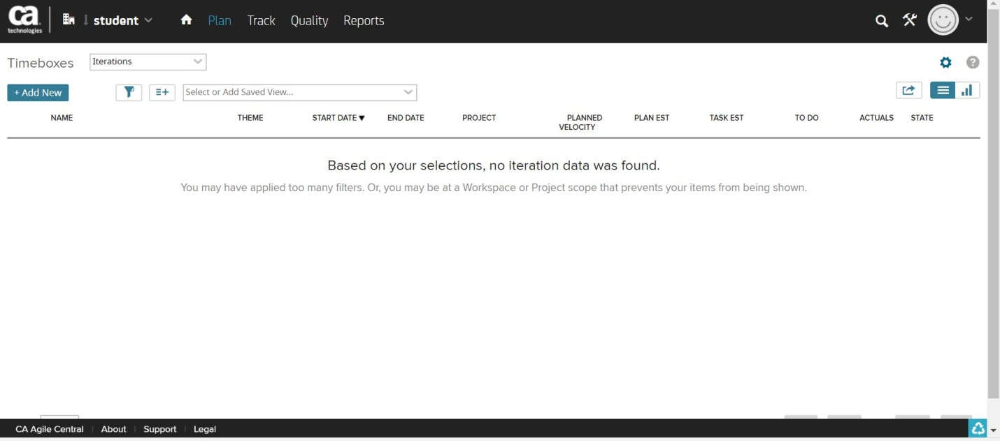 ca
technologies
student
Plan Track Quality Reports
Timeboxes Iterations
+ Add New
Select or Add Saved View...
NAME THEME START DATE▼ END DATE PROJECT PLANNED VELOCITY PLAN EST TASK EST TO DO ACTUALS STATE
Based on your selections, no iteration data was found.
You may have applied too many filters. Or, you may be at a Workspace or Project scope that prevents your items from being shown.
CA Agile Central About Support Legal